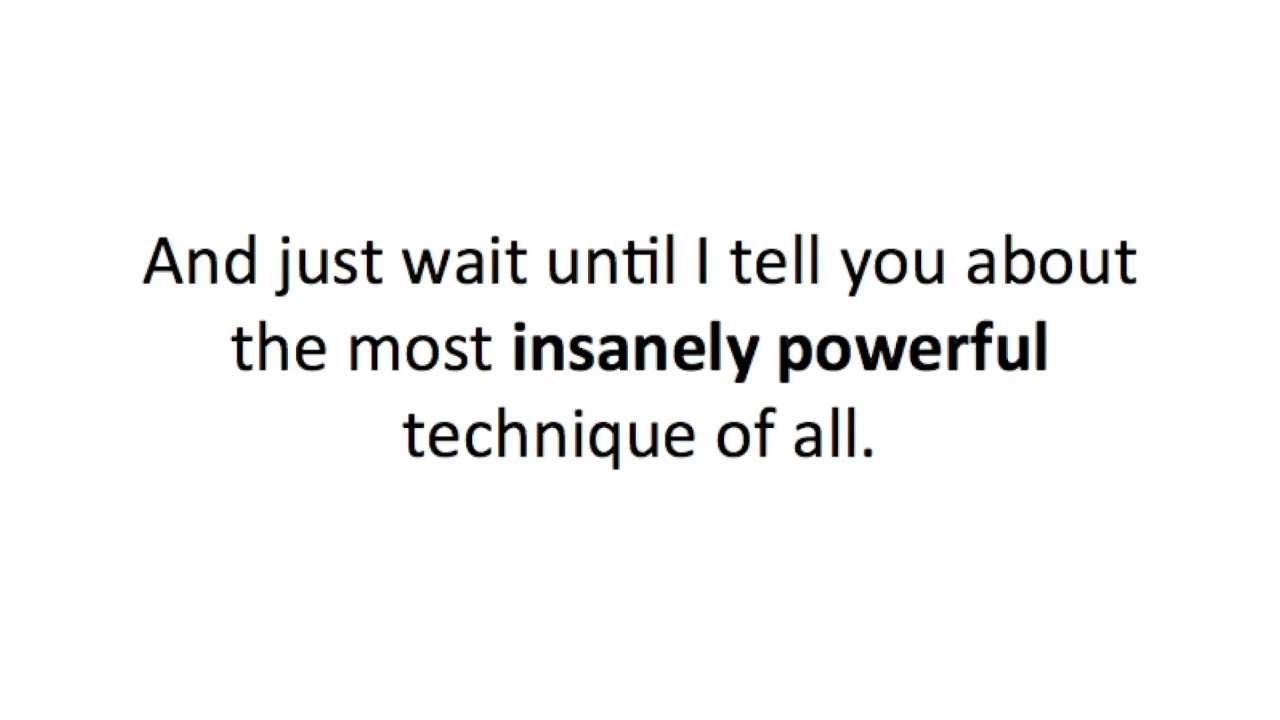 And just wait until I tell you about
the most insanely powerful
technique of all.